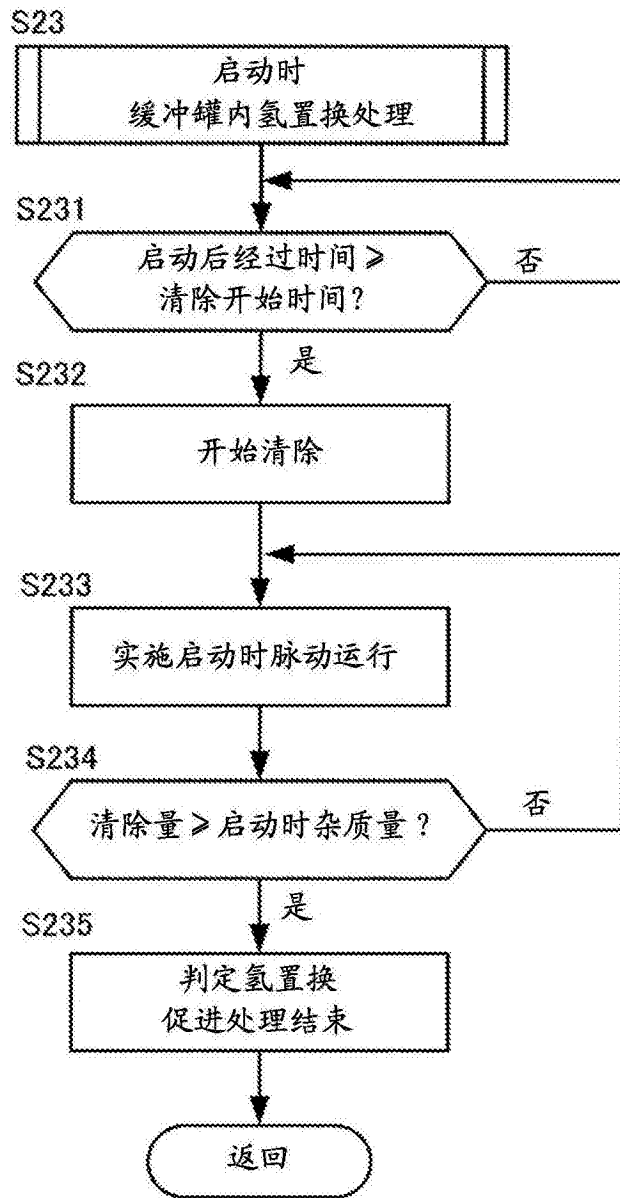 S23
启动时
缓冲罐内氢置换处理
S231
启动后经过时间≥
清除开始时间？
否
是
S232
开始清除
S233
实施启动时脉动运行
S234
清除量≥启动时杂质量？
否
是
S235
判定氢置换
促进处理结束
返回